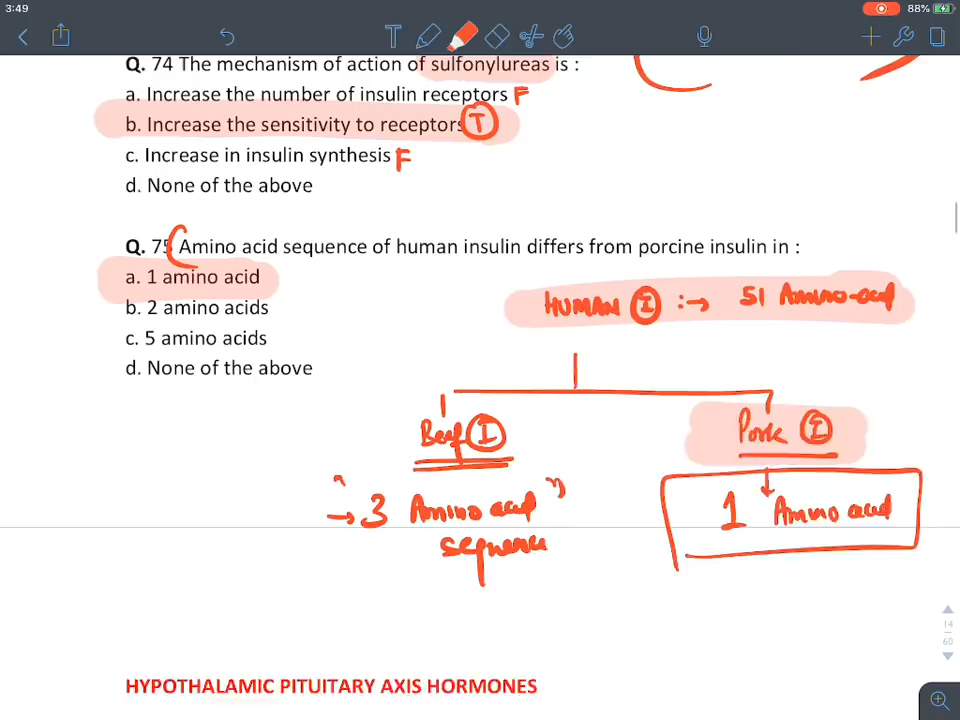 3:49
88%
Q. 74 The mechanism of action of sulfonylureas is :
a. Increase the number of insulin receptors F
b. Increase the sensitivity to receptors T
c. Increase in insulin synthesis F
d. None of the above
Q. 75 Amino acid sequence of human insulin differs from porcine insulin in :
a. 1 amino acid
b. 2 amino acids
c. 5 amino acids
d. None of the above
HUMAN I :→ 51 Amino-acid
Beef I
Pork I
→ 3 Amino acid
sequence
1 Amino acid
14
60
HYPOTHALAMIC PITUITARY AXIS HORMONES